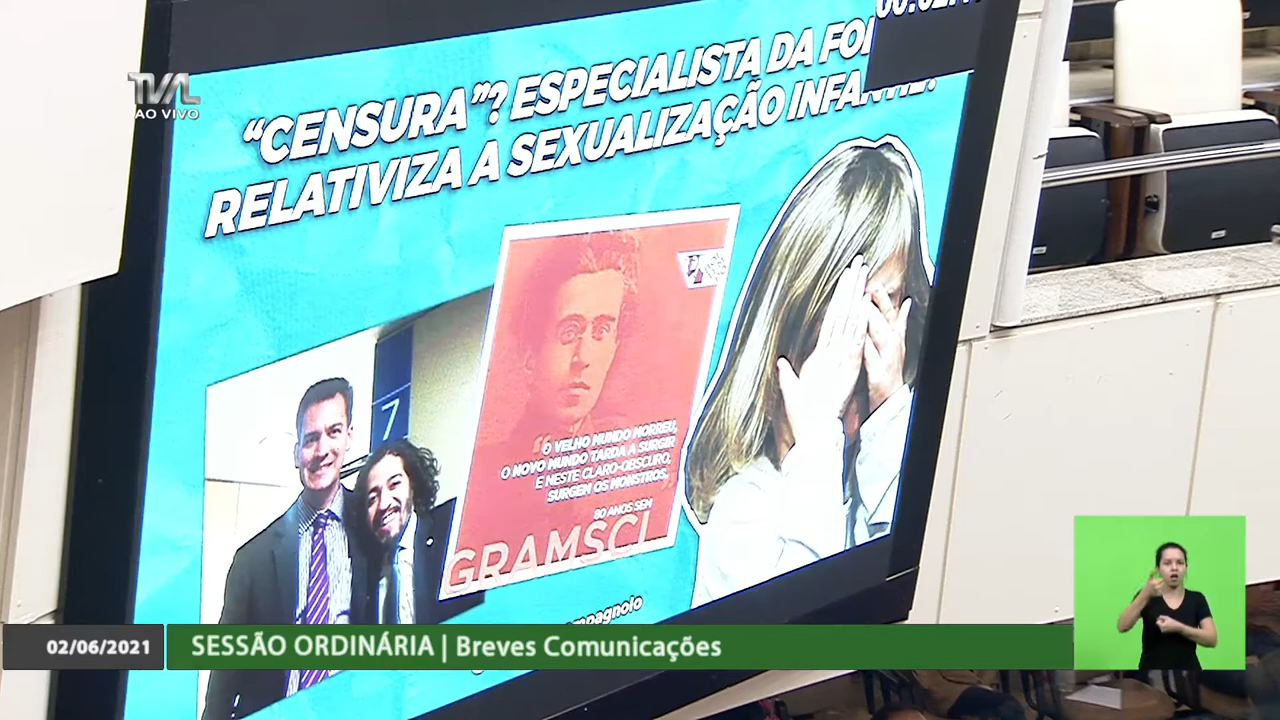 TVAL
AO VIVO
"CENSURA"? ESPECIALISTA DA
RELATIVIZA A SEXUALIZAÇÃO
7
"O VELHO MUNDO MORREU,
O NOVO MUNDO TARDA A SURGIR
E NESTE CLARO-OBSCURO,
SURGEM OS MONSTROS.
80 ANOS SEM
GRAMSCI
02/06/2021
SESSÃO ORDINÁRIA | Breves Comunicações